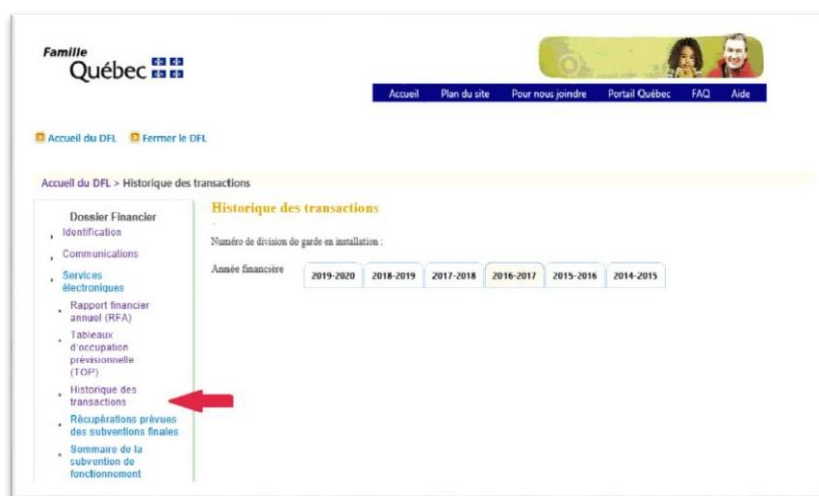 Famille
Québec
Accueil Plan du site Pour nous joindre Portail Québec FAQ Aide
Accueil du DFL Fermer le DFL
Accueil du DFL > Historique des transactions
Dossier Financier
Identification
Communications
Services
électroniques
Rapport financier
annuel (RFA)
Tableaux
d'occupation
prévisionnelle
(TOP)
Historique des
transactions
Récupérations prévues
des subventions finales
Sommaire de la
subvention de
fonctionnement
Historique des transactions
Numéro de division de garde en installation :
Année financière 2019-2020 2018-2019 2017-2018 2016-2017 2015-2016 2014-2015